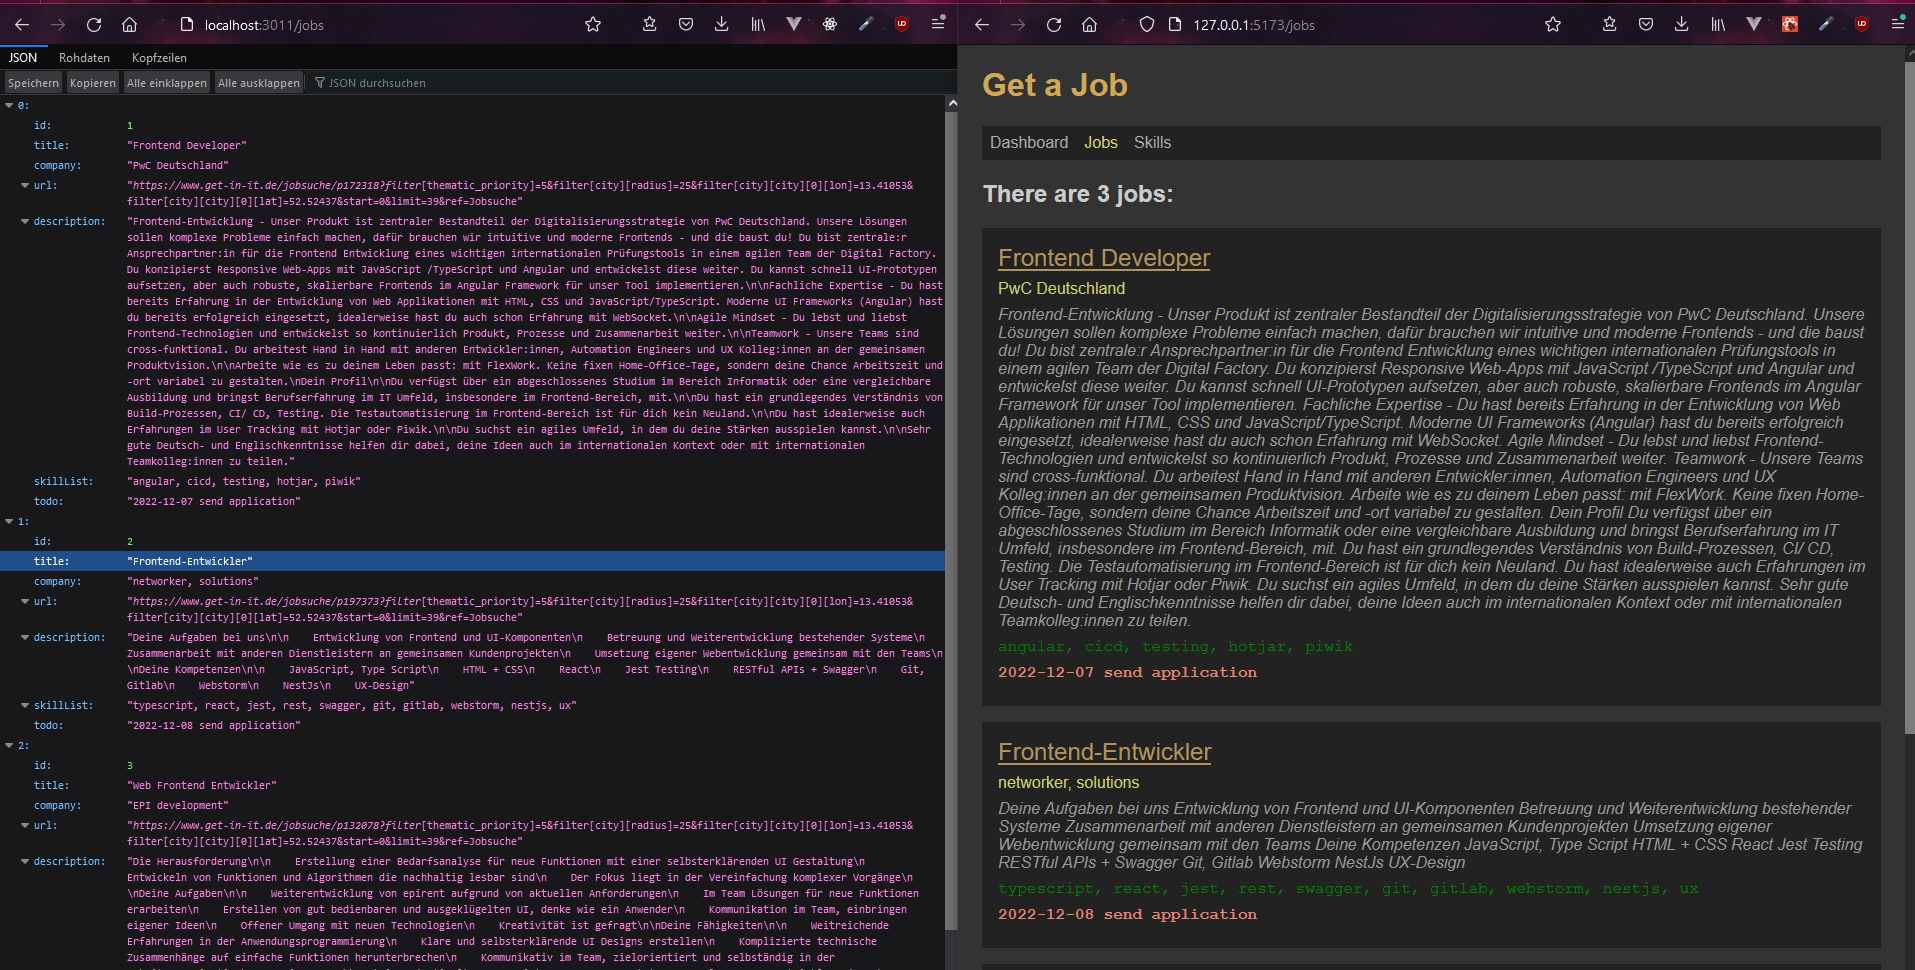 localhost:3011/jobs
JSON Rohdaten Kopfzeilen
Speichern Kopieren Alle einklappen Alle ausklappen JSON durchsuchen
0:
id: 1
title: "Frontend Developer"
company: "PwC Deutschland"
url: "https://www.get-in-it.de/jobsuche/p172318?filter[thematic_priority]=5&filter[city][radius]=25&filter[city][city][0][lon]=13.41053&
filter[city][city][0][lat]=52.52437&start=0&limit=39&ref=Jobsuche"
description: "Frontend-Entwicklung - Unser Produkt ist zentraler Bestandteil der Digitalisierungsstrategie von PwC Deutschland. Unsere Lösungen
sollen komplexe Probleme einfach machen, dafür brauchen wir intuitive und moderne Frontends - und die baust du! Du bist zentrale:r
Ansprechpartner:in für die Frontend Entwicklung eines wichtigen internationalen Prüfungstools in einem agilen Team der Digital Factory.
Du konzipierst Responsive Web-Apps mit JavaScript /TypeScript und Angular und entwickelst diese weiter. Du kannst schnell UI-Prototypen
aufsetzen, aber auch robuste, skalierbare Frontends im Angular Framework für unser Tool implementieren.\n\nFachliche Expertise - Du hast
bereits Erfahrung in der Entwicklung von Web Applikationen mit HTML, CSS und JavaScript/TypeScript. Moderne UI Frameworks (Angular) hast
du bereits erfolgreich eingesetzt, idealerweise hast du auch schon Erfahrung mit WebSocket.\n\nAgile Mindset - Du lebst und liebst
Frontend-Technologien und entwickelst so kontinuierlich Produkt, Prozesse und Zusammenarbeit weiter.\n\nTeamwork - Unsere Teams sind
cross-funktional. Du arbeitest Hand in Hand mit anderen Entwickler:innen, Automation Engineers und UX Kolleg:innen an der gemeinsamen
Produktvision.\n\nArbeite wie es zu deinem Leben passt: mit FlexWork. Keine fixen Home-Office-Tage, sondern deine Chance Arbeitszeit und
-ort variabel zu gestalten.\nDein Profil\n\nDu verfügst über ein abgeschlossenes Studium im Bereich Informatik oder eine vergleichbare
Ausbildung und bringst Berufserfahrung im IT Umfeld, insbesondere im Frontend-Bereich, mit.\n\nDu hast ein grundlegendes Verständnis von
Build-Prozessen, CI/ CD, Testing. Die Testautomatisierung im Frontend-Bereich ist für dich kein Neuland.\n\nDu hast idealerweise auch
Erfahrungen im User Tracking mit Hotjar oder Piwik.\n\nDu suchst ein agiles Umfeld, in dem du deine Stärken ausspielen kannst.\n\nSehr
gute Deutsch- und Englischkenntnisse helfen dir dabei, deine Ideen auch im internationalen Kontext oder mit internationalen
Teamkolleg:innen zu teilen."
skillList: "angular, cicd, testing, hotjar, piwik"
todo: "2022-12-07 send application"
1:
id: 2
title: "Frontend-Entwickler"
company: "networker, solutions"
url: "https://www.get-in-it.de/jobsuche/p197373?filter[thematic_priority]=5&filter[city][radius]=25&filter[city][city][0][lon]=13.41053&
filter[city][city][0][lat]=52.52437&start=0&limit=39&ref=Jobsuche"
description: "Deine Aufgaben bei uns\n\n Entwicklung von Frontend und UI-Komponenten\n Betreuung und Weiterentwicklung bestehender Systeme\n
Zusammenarbeit mit anderen Dienstleistern an gemeinsamen Kundenprojekten\n Umsetzung eigener Webentwicklung gemeinsam mit den Teams\n
\nDeine Kompetenzen\n\n JavaScript, Type Script\n HTML + CSS\n React\n Jest Testing\n RESTful APIs + Swagger\n Git,
Gitlab\n Webstorm\n NestJs\n UX-Design"
skillList: "typescript, react, jest, rest, swagger, git, gitlab, webstorm, nestjs, ux"
todo: "2022-12-08 send application"
2:
id: 3
title: "Web Frontend Entwickler"
company: "EPI development"
url: "https://www.get-in-it.de/jobsuche/p132078?filter[thematic_priority]=5&filter[city][radius]=25&filter[city][city][0][lon]=13.41053&
filter[city][city][0][lat]=52.52437&start=0&limit=39&ref=Jobsuche"
description: "Die Herausforderung\n\n Erstellung einer Bedarfsanalyse für neue Funktionen mit einer selbsterklärenden UI Gestaltung\n
Entwickeln von Funktionen und Algorithmen die nachhaltig lesbar sind\n Der Fokus liegt in der Vereinfachung komplexer Vorgänge\n
\nDeine Aufgaben\n\n Weiterentwicklung von epirent aufgrund von aktuellen Anforderungen\n Im Team Lösungen für neue Funktionen
erarbeiten\n Erstellen von gut bedienbaren und ausgeklügelten UI, denke wie ein Anwender\n Kommunikation im Team, einbringen
eigener Ideen\n Offener Umgang mit neuen Technologien\n Kreativität ist gefragt\n\nDeine Fähigkeiten\n\n Weitreichende
Erfahrungen in der Anwendungsprogrammierung\n Klare und selbsterklärende UI Designs erstellen\n Komplizierte technische
Zusammenhänge auf einfache Funktionen herunterbrechen\n Kommunikativ im Team, zielorientiert und selbständig in der
127.0.0.1:5173/jobs
Get a Job
Dashboard Jobs Skills
There are 3 jobs:
Frontend Developer
PwC Deutschland
Frontend-Entwicklung - Unser Produkt ist zentraler Bestandteil der Digitalisierungsstrategie von PwC Deutschland. Unsere
Lösungen sollen komplexe Probleme einfach machen, dafür brauchen wir intuitive und moderne Frontends - und die baust
du! Du bist zentrale:r Ansprechpartner:in für die Frontend Entwicklung eines wichtigen internationalen Prüfungstools in
einem agilen Team der Digital Factory. Du konzipierst Responsive Web-Apps mit JavaScript /TypeScript und Angular und
entwickelst diese weiter. Du kannst schnell UI-Prototypen aufsetzen, aber auch robuste, skalierbare Frontends im Angular
Framework für unser Tool implementieren. Fachliche Expertise - Du hast bereits Erfahrung in der Entwicklung von Web
Applikationen mit HTML, CSS und JavaScript/TypeScript. Moderne UI Frameworks (Angular) hast du bereits erfolgreich
eingesetzt, idealerweise hast du auch schon Erfahrung mit WebSocket. Agile Mindset - Du lebst und liebst Frontend-
Technologien und entwickelst so kontinuierlich Produkt, Prozesse und Zusammenarbeit weiter. Teamwork - Unsere Teams
sind cross-funktional. Du arbeitest Hand in Hand mit anderen Entwickler:innen, Automation Engineers und UX
Kolleg:innen an der gemeinsamen Produktvision. Arbeite wie es zu deinem Leben passt: mit FlexWork. Keine fixen Home-
Office-Tage, sondern deine Chance Arbeitszeit und -ort variabel zu gestalten. Dein Profil Du verfügst über ein
abgeschlossenes Studium im Bereich Informatik oder eine vergleichbare Ausbildung und bringst Berufserfahrung im IT
Umfeld, insbesondere im Frontend-Bereich, mit. Du hast ein grundlegendes Verständnis von Build-Prozessen, CI/ CD,
Testing. Die Testautomatisierung im Frontend-Bereich ist für dich kein Neuland. Du hast idealerweise auch Erfahrungen im
User Tracking mit Hotjar oder Piwik. Du suchst ein agiles Umfeld, in dem du deine Stärken ausspielen kannst. Sehr gute
Deutsch- und Englischkenntnisse helfen dir dabei, deine Ideen auch im internationalen Kontext oder mit internationalen
Teamkolleg:innen zu teilen.
angular, cicd, testing, hotjar, piwik
2022-12-07 send application
Frontend-Entwickler
networker, solutions
Deine Aufgaben bei uns Entwicklung von Frontend und UI-Komponenten Betreuung und Weiterentwicklung bestehender
Systeme Zusammenarbeit mit anderen Dienstleistern an gemeinsamen Kundenprojekten Umsetzung eigener
Webentwicklung gemeinsam mit den Teams Deine Kompetenzen JavaScript, Type Script HTML + CSS React Jest Testing
RESTful APIs + Swagger Git, Gitlab Webstorm NestJs UX-Design
typescript, react, jest, rest, swagger, git, gitlab, webstorm, nestjs, ux
2022-12-08 send application